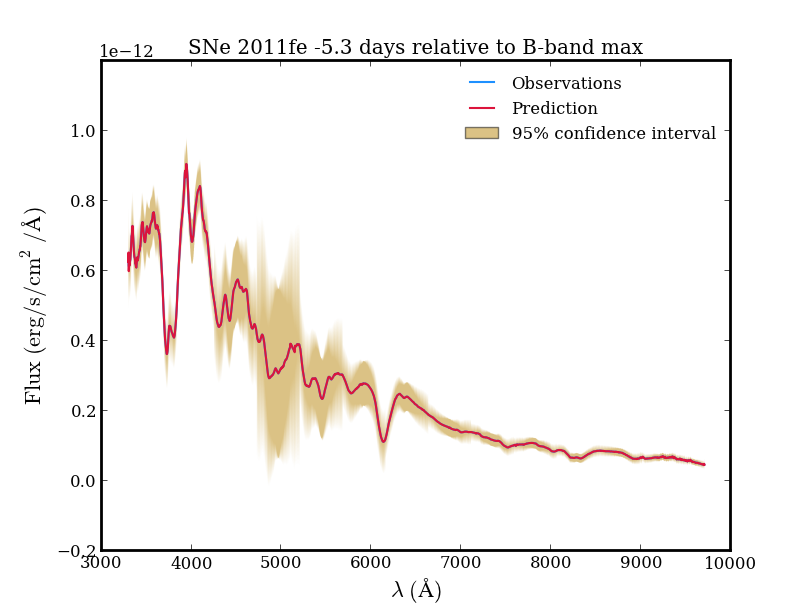 1e−12
SNe 2011fe -5.3 days relative to B-band max
Observations
Prediction
95% confidence interval
Flux (erg/s/cm² /Å)
1.0
0.8
0.6
0.4
0.2
0.0
−0.2
3000 4000 5000 6000 7000 8000 9000 10000
λ (Å)